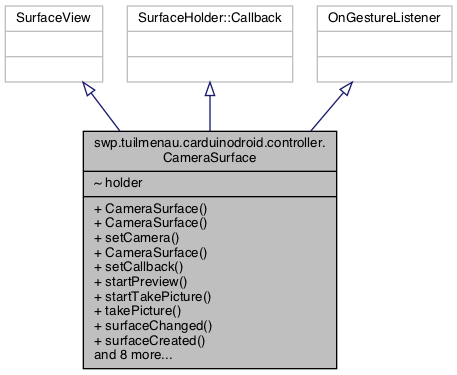 SurfaceView
SurfaceHolder::Callback
OnGestureListener
swp.tuilmenau.carduinodroid.controller.
CameraSurface
~ holder
+ CameraSurface()
+ CameraSurface()
+ setCamera()
+ CameraSurface()
+ setCallback()
+ startPreview()
+ startTakePicture()
+ takePicture()
+ surfaceChanged()
+ surfaceCreated()
and 8 more...